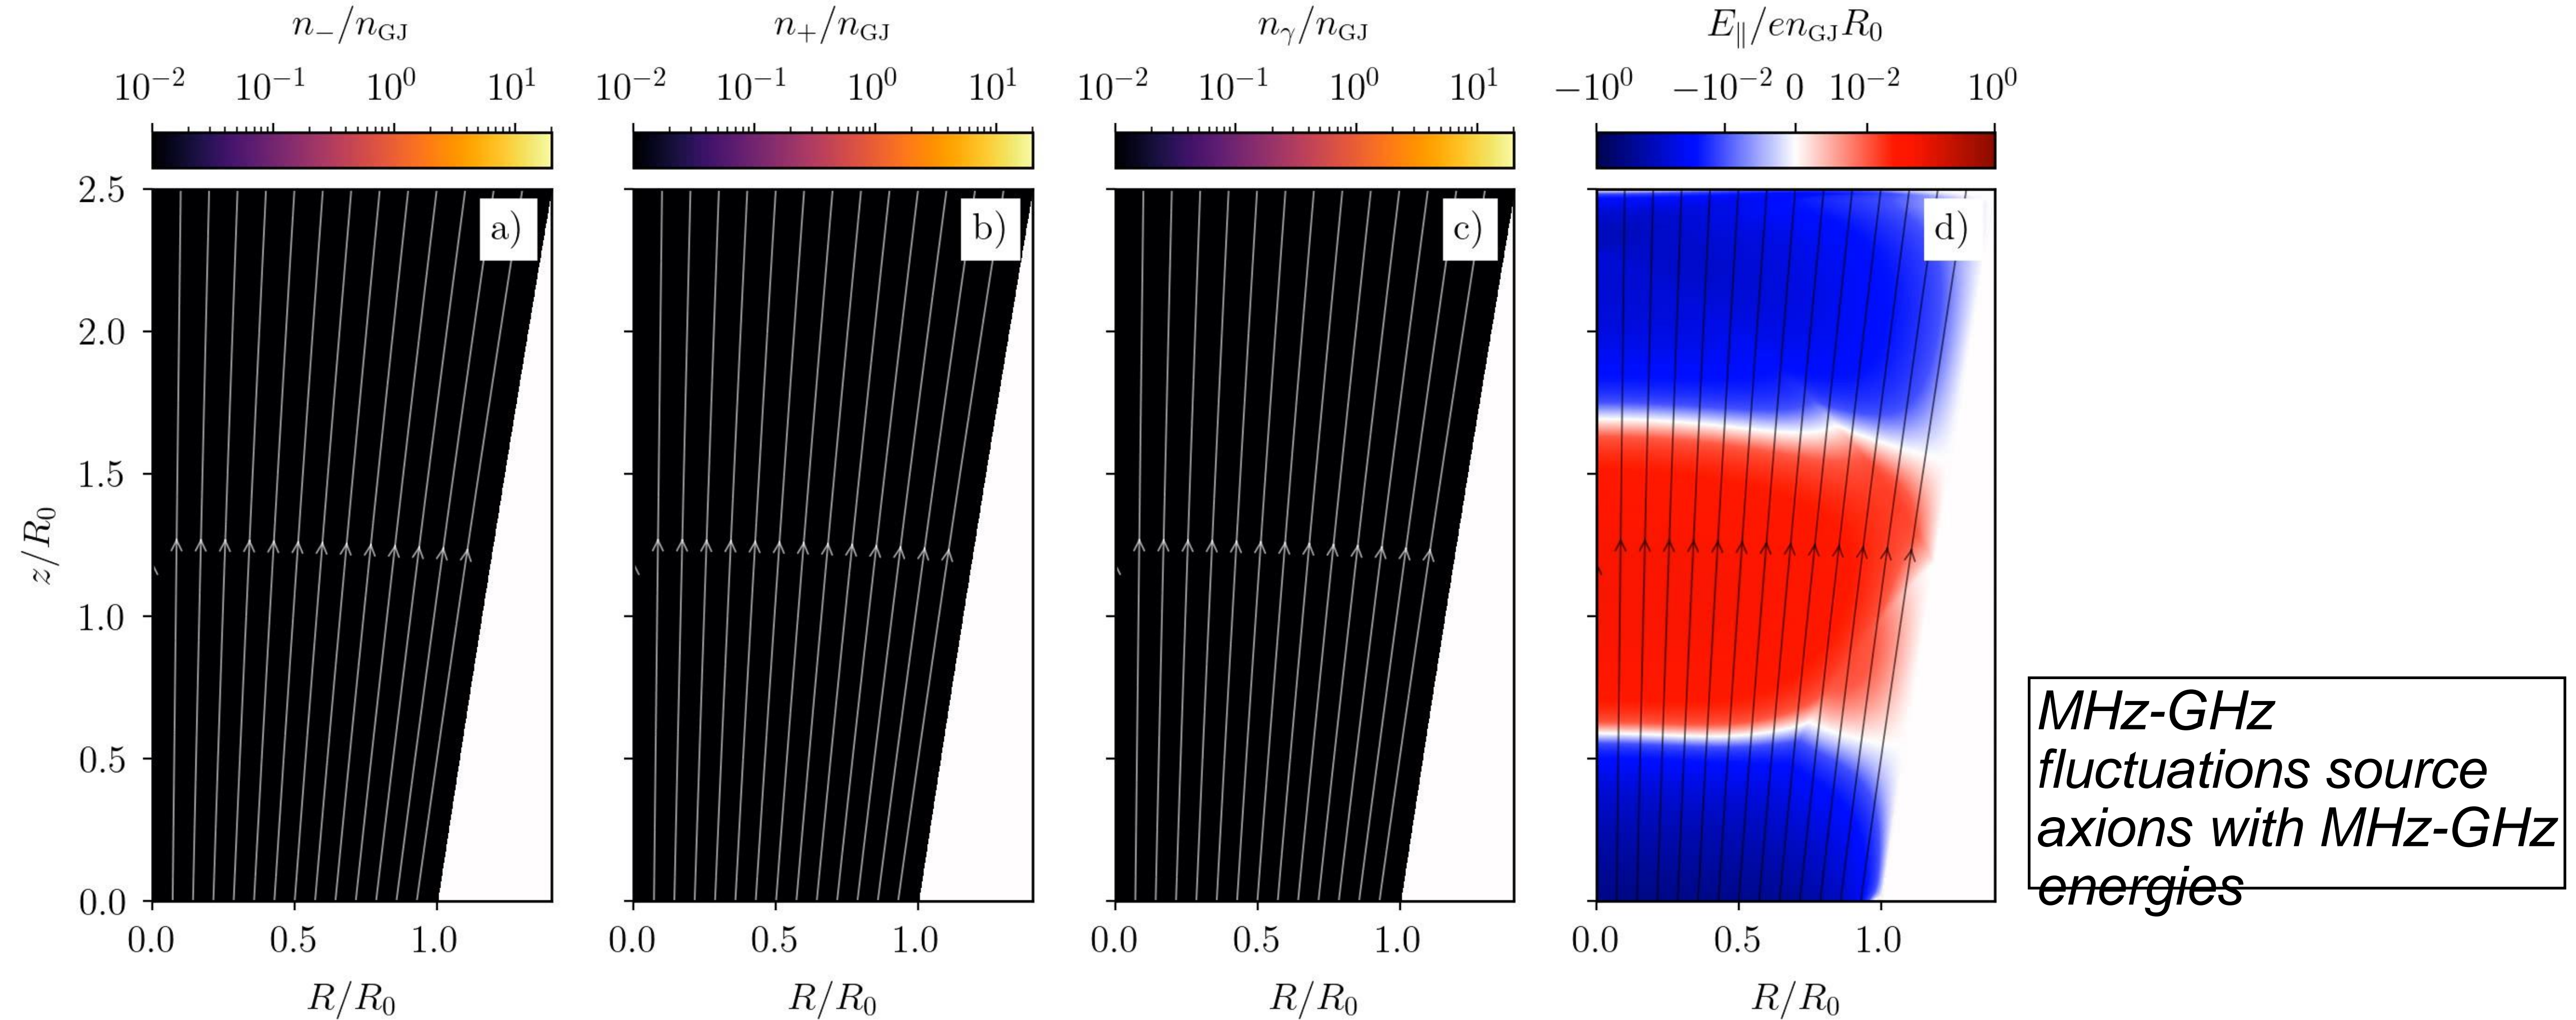 n₋/n_GJ
10⁻² 10⁻¹ 10⁰ 10¹
n₊/n_GJ
10⁻² 10⁻¹ 10⁰ 10¹
n_γ/n_GJ
10⁻² 10⁻¹ 10⁰ 10¹
E_∥/en_GJR₀
−10⁰ −10⁻² 0 10⁻² 10⁰
a)
b)
c)
d)
z/R₀
2.5
2.0
1.5
1.0
0.5
0.0
0.0 0.5 1.0
0.0 0.5 1.0
0.0 0.5 1.0
0.0 0.5 1.0
R/R₀
R/R₀
R/R₀
R/R₀
MHz-GHz
fluctuations source
axions with MHz-GHz
energies